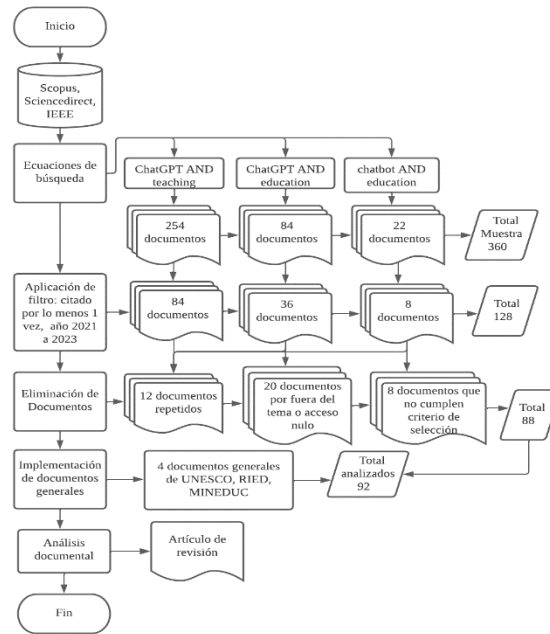 Inicio
Scopus,
Sciencedirect,
IEEE
Ecuaciones de
búsqueda
ChatGPT AND
teaching
ChatGPT AND
education
chatbot AND
education
254
documentos
84
documentos
22
documentos
Total
Muestra
360
Aplicación de
filtro: citado
por lo menos 1
vez, año 2021
a 2023
84
documentos
36
documentos
8
documentos
Total
128
Eliminación de
Documentos
12 documentos
repetidos
20 documentos
por fuera del
tema o acceso
nulo
8 documentos que
no cumplen
criterio de
selección
Total
88
Implementación
de documentos
generales
4 documentos generales
de UNESCO, RIED,
MINEDUC
Total
analizados
92
Análisis
documental
Artículo de
revisión
Fin